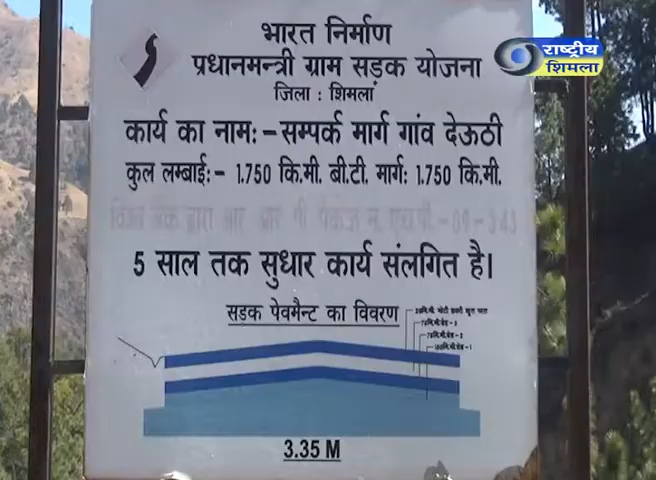 भारत निर्माण
प्रधानमन्त्री ग्राम सड़क योजना
जिला : शिमला
राष्ट्रीय
शिमला
कार्य का नाम:- सम्पर्क मार्ग गांव देऊठी
कुल लम्बाई:- 1.750 कि.मी. बी.टी. मार्ग: 1.750 कि.मी.
5 साल तक सुधार कार्य संलगित है।
सड़क पेवमैन्ट का विवरण
3.35 M